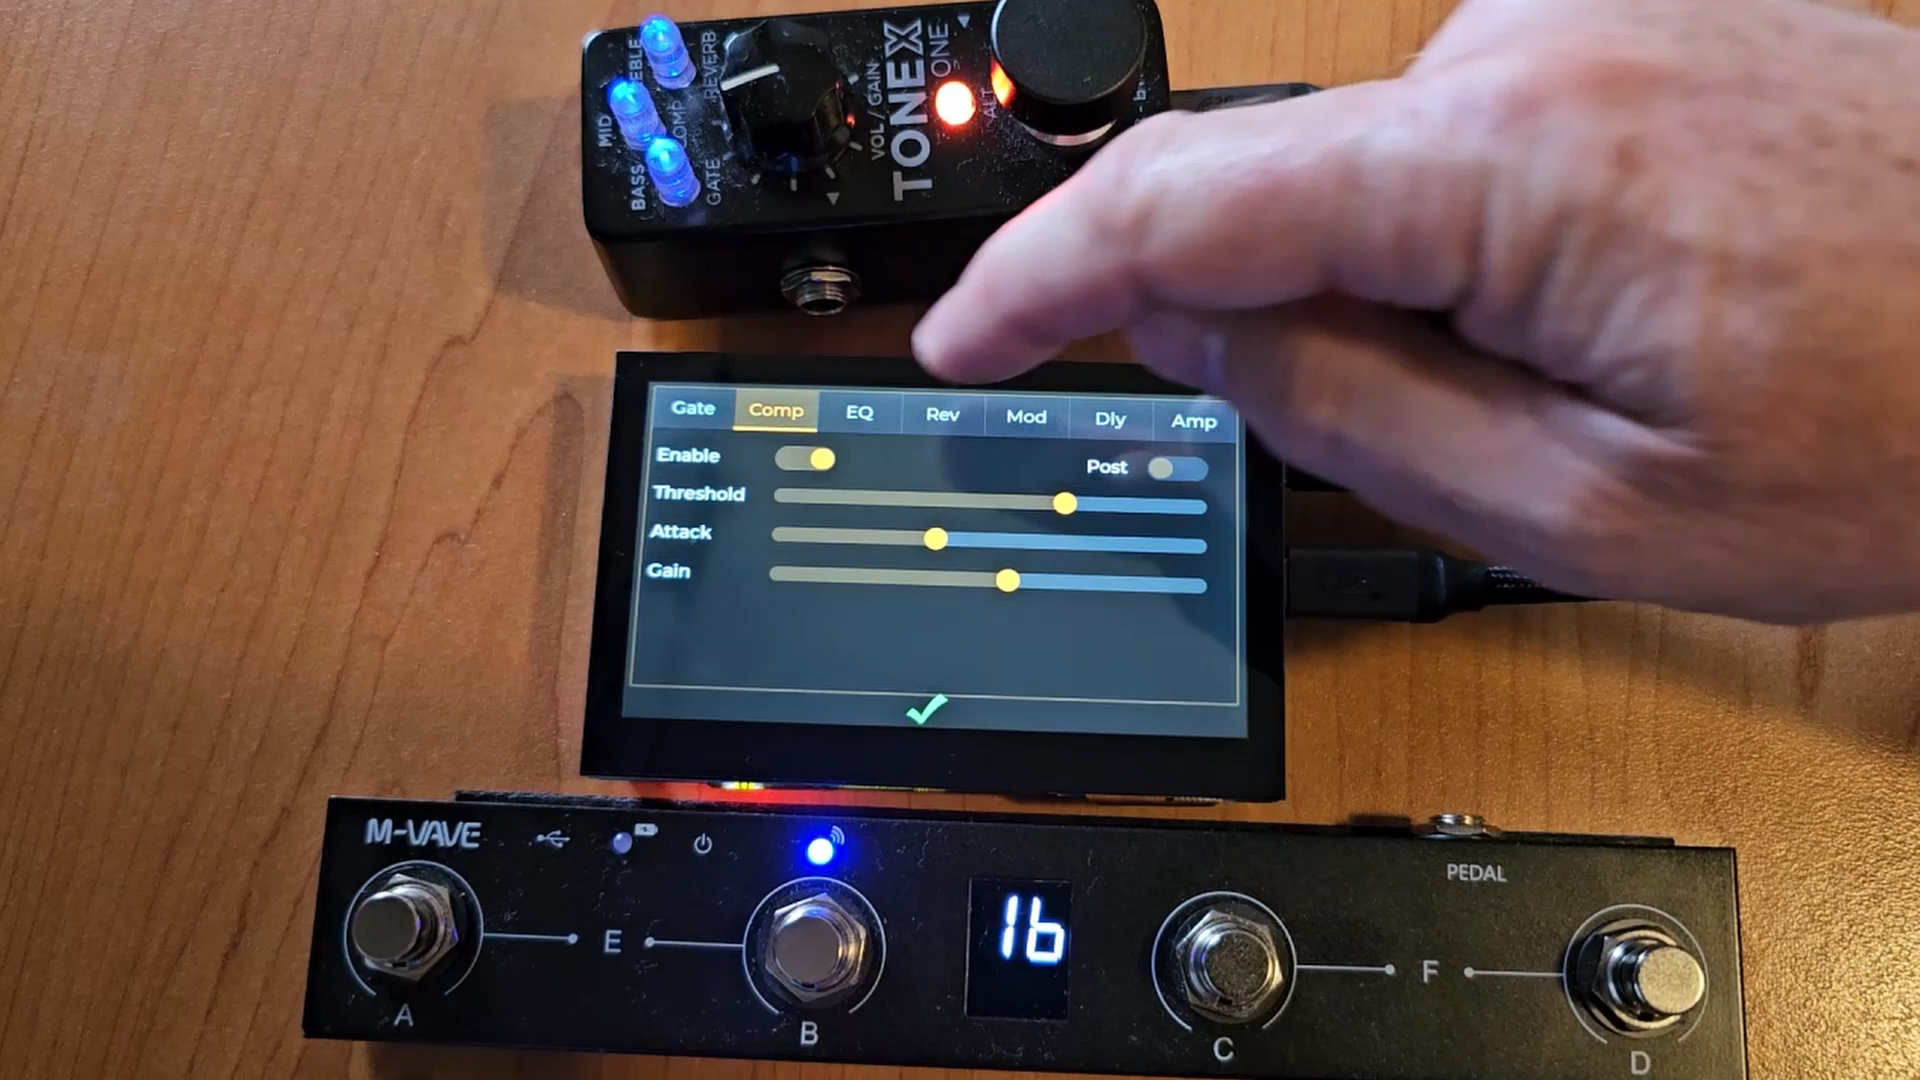 BASS MID TREBLE
GATE COMP REVERB
VOL / GAIN
TONEX
ONE
ALT
Gate Comp EQ Rev Mod Dly Amp
Enable Post
Threshold
Attack
Gain
M-VAVE
PEDAL
1b
E F
A B C D